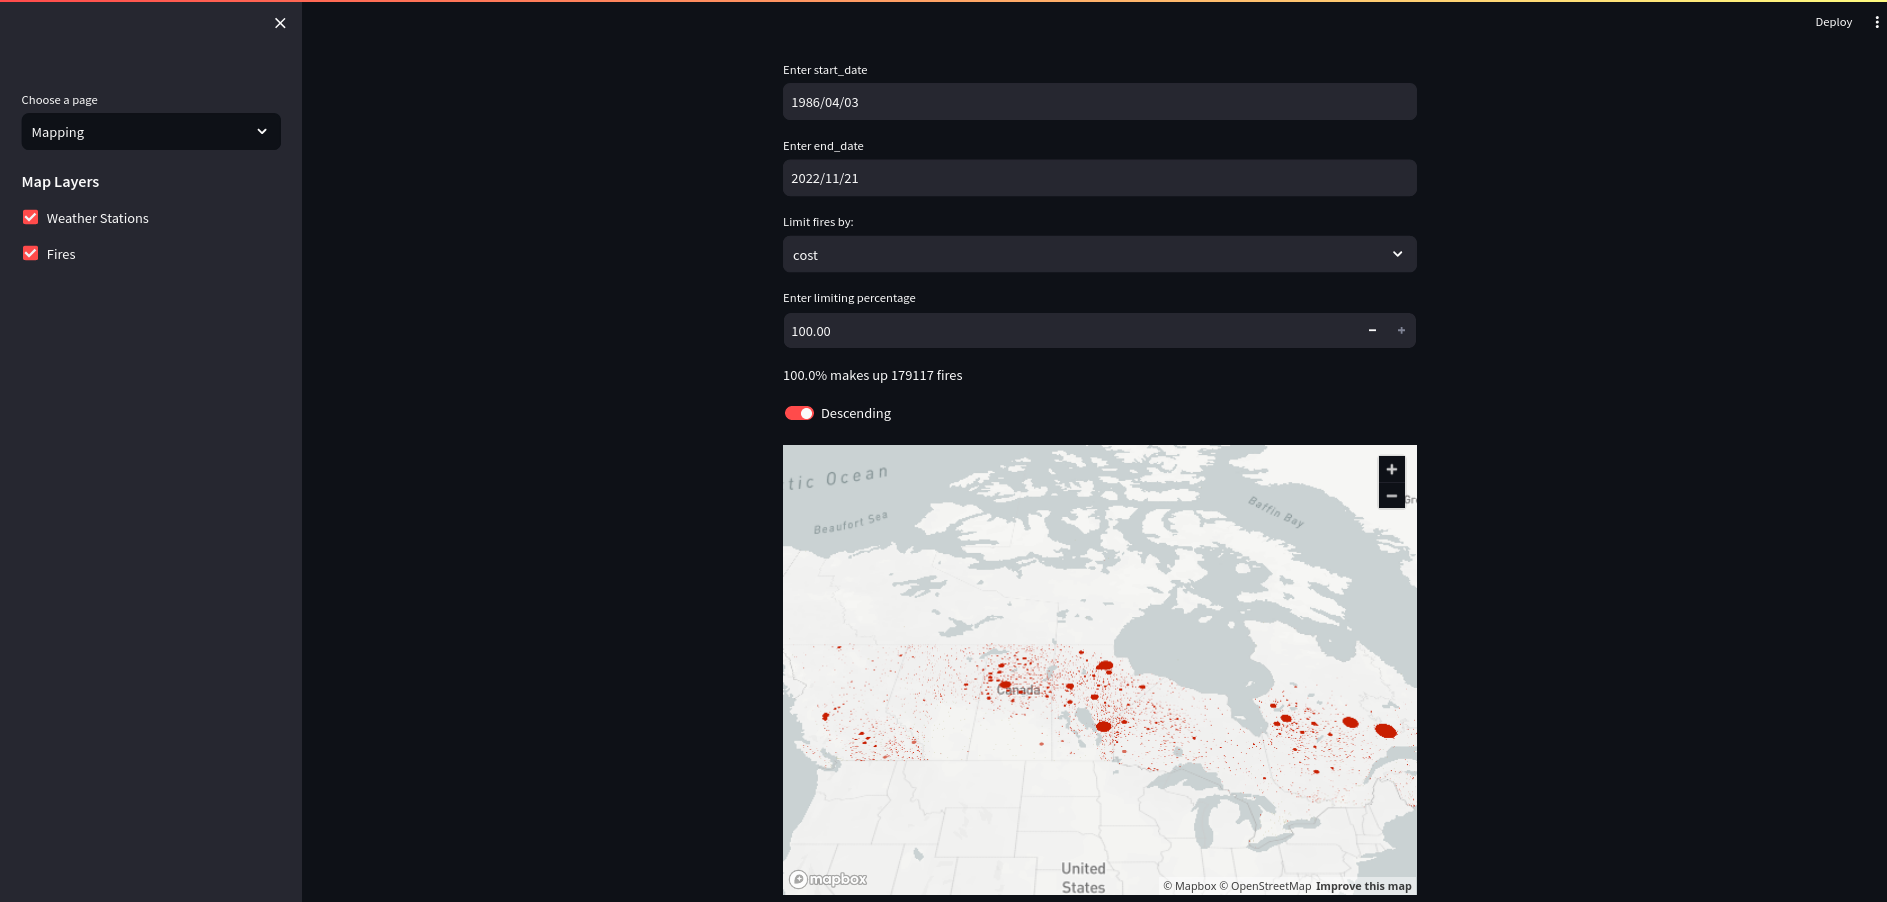 Deploy
Choose a page
Mapping
Map Layers
Weather Stations
Fires
Enter start_date
1986/04/03
Enter end_date
2022/11/21
Limit fires by:
cost
Enter limiting percentage
100.00
100.0% makes up 179117 fires
Descending
tic Ocean
Beaufort Sea
Baffin Bay
Gr
Canada
United
States
mapbox
© Mapbox © OpenStreetMap Improve this map